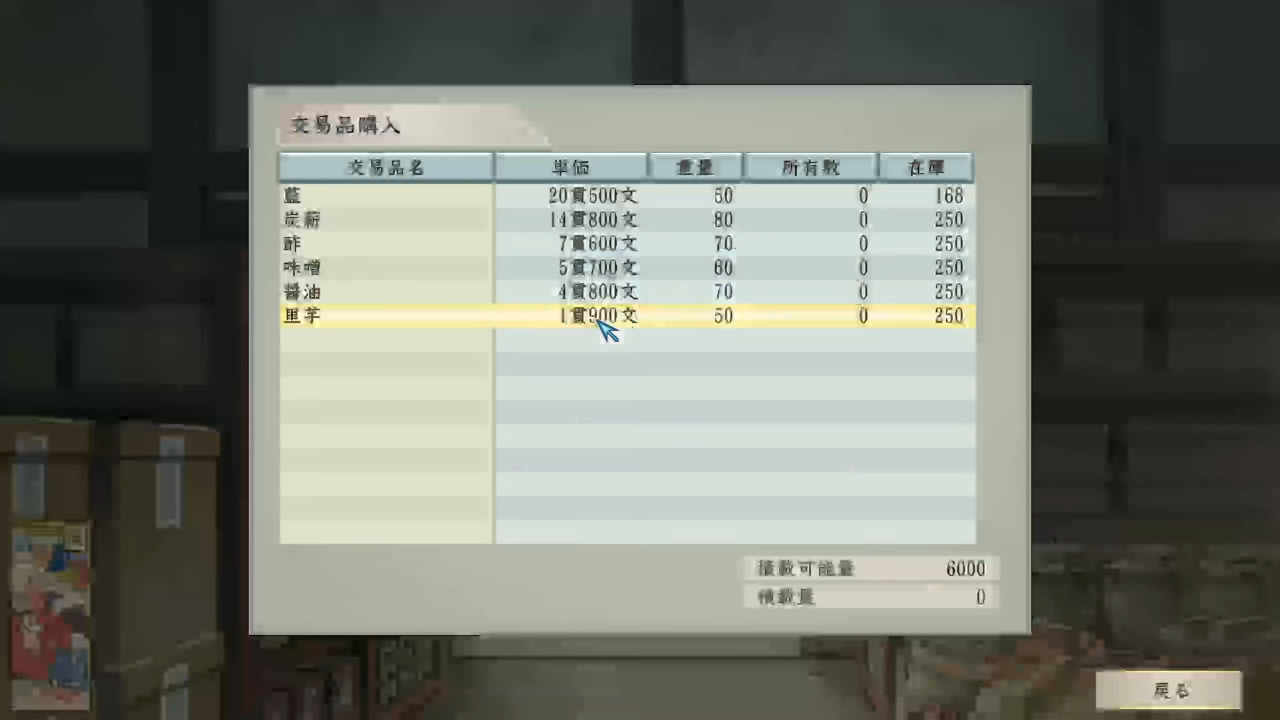 交易品購入
交易品名 単価 重量 所有数 在庫
藍 20貫500文 50 0 168
炭薪 14貫800文 80 0 250
酢 7貫600文 70 0 250
味噌 5貫700文 60 0 250
醤油 4貫800文 70 0 250
里芋 1貫900文 50 0 250
積載可能量 6000
積載量 0
戻る